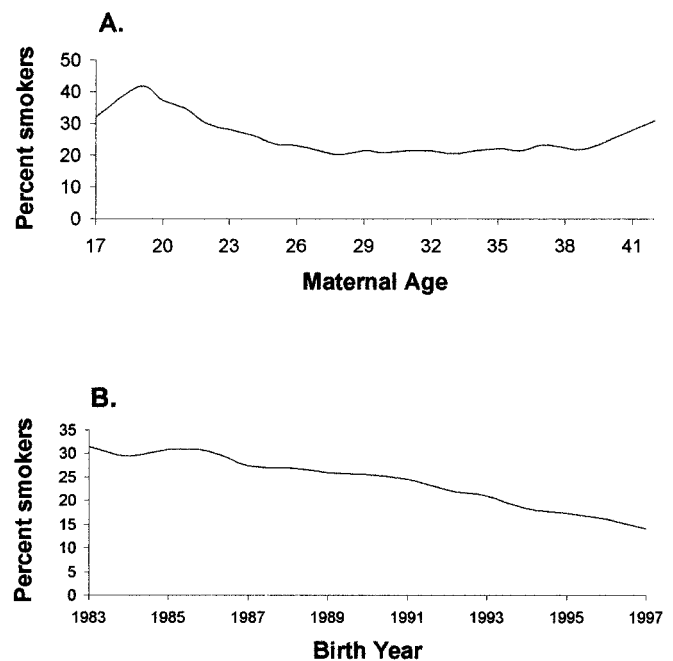 A.
Percent smokers
50
40
30
20
10
0
17 20 23 26 29 32 35 38 41
Maternal Age
B.
Percent smokers
35
30
25
20
15
10
5
0
1983 1985 1987 1989 1991 1993 1995 1997
Birth Year